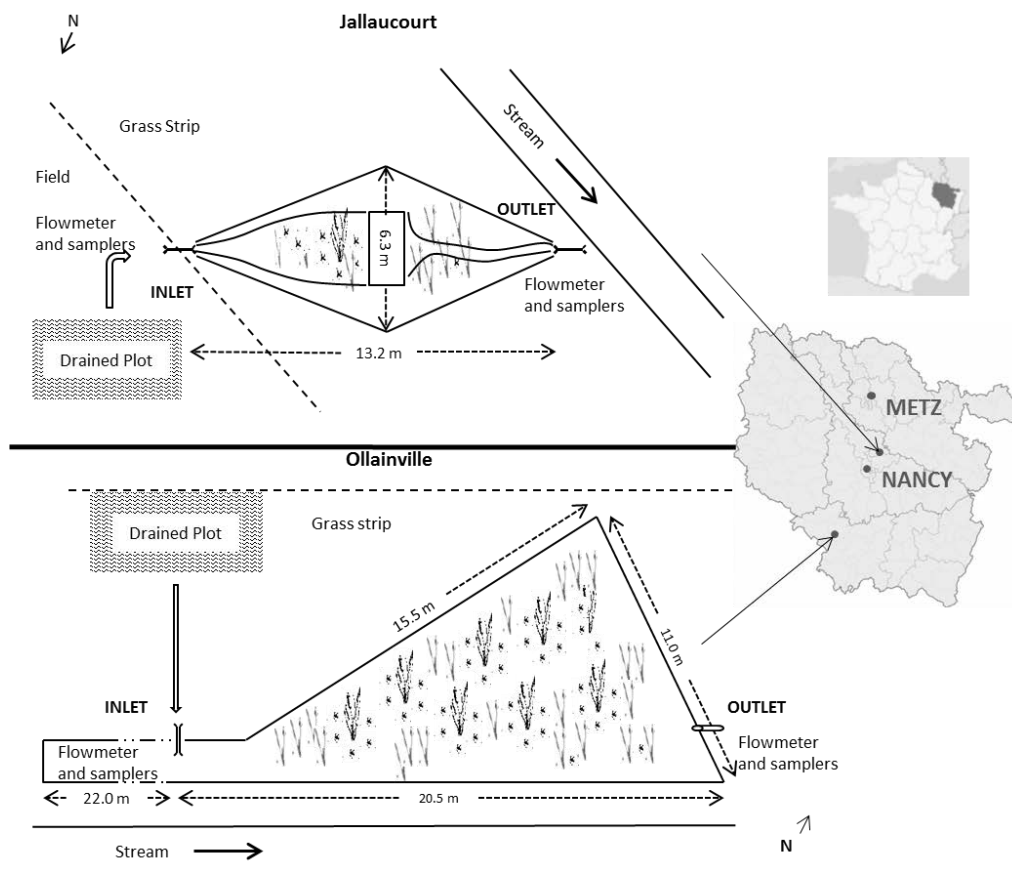 Jallaucourt
N
Grass Strip
Stream
Field
Flowmeter
and samplers
OUTLET
6.3 m
INLET
Flowmeter
and samplers
Drained Plot
13.2 m
METZ
NANCY
Ollainville
Drained Plot
Grass strip
15.5 m
11.0 m
INLET
OUTLET
Flowmeter
and samplers
Flowmeter
and samplers
22.0 m
20.5 m
N
Stream